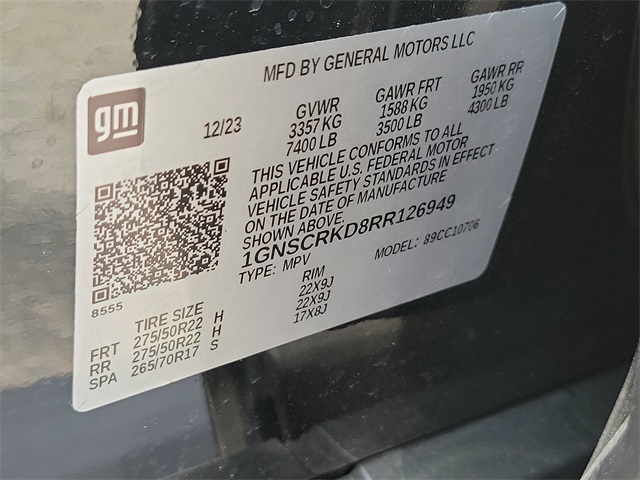 MFD BY GENERAL MOTORS LLC
gm
12/23
GVWR GAWR FRT GAWR RR
3357 KG 1588 KG 1950 KG
7400 LB 3500 LB 4300 LB
THIS VEHICLE CONFORMS TO ALL
APPLICABLE U.S. FEDERAL MOTOR
VEHICLE SAFETY STANDARDS IN EFFECT
ON THE DATE OF MANUFACTURE
SHOWN ABOVE.
1GNSCRKD8RR126949
TYPE: MPV MODEL: 89CC10706
8555
TIRE SIZE RIM
FRT 275/50R22 H 22X9J
RR 275/50R22 H 22X9J
SPA 265/70R17 S 17X8J